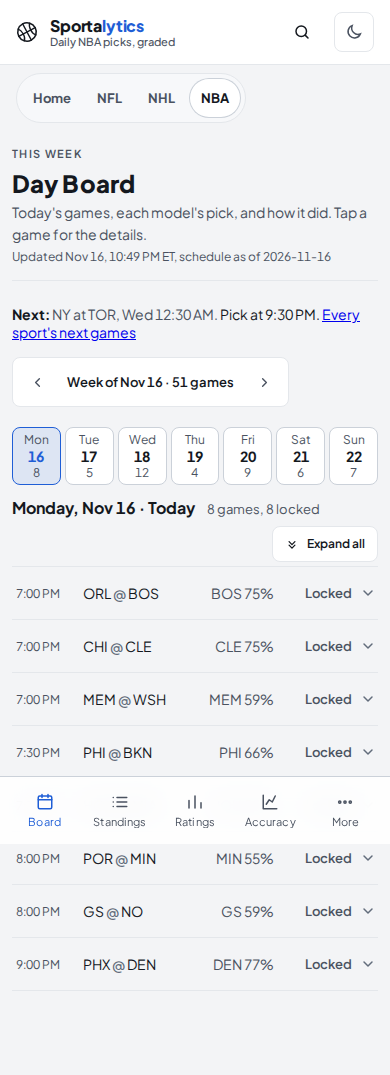 Sportalytics
Daily NBA picks, graded
Home NFL NHL NBA
THIS WEEK
Day Board
Today's games, each model's pick, and how it did. Tap a
game for the details.
Updated Nov 16, 10:49 PM ET, schedule as of 2026-11-16
Next: NY at TOR, Wed 12:30 AM. Pick at 9:30 PM. Every
sport's next games
Week of Nov 16 · 51 games
Mon Tue Wed Thu Fri Sat Sun
16 17 18 19 20 21 22
8 5 12 4 9 6 7
Monday, Nov 16 · Today 8 games, 8 locked
Expand all
7:00 PM ORL @ BOS BOS 75% Locked
7:00 PM CHI @ CLE CLE 75% Locked
7:00 PM MEM @ WSH MEM 59% Locked
7:30 PM PHI @ BKN PHI 66% Locked
Board Standings Ratings Accuracy More
8:00 PM POR @ MIN MIN 55% Locked
8:00 PM GS @ NO GS 59% Locked
9:00 PM PHX @ DEN DEN 77% Locked